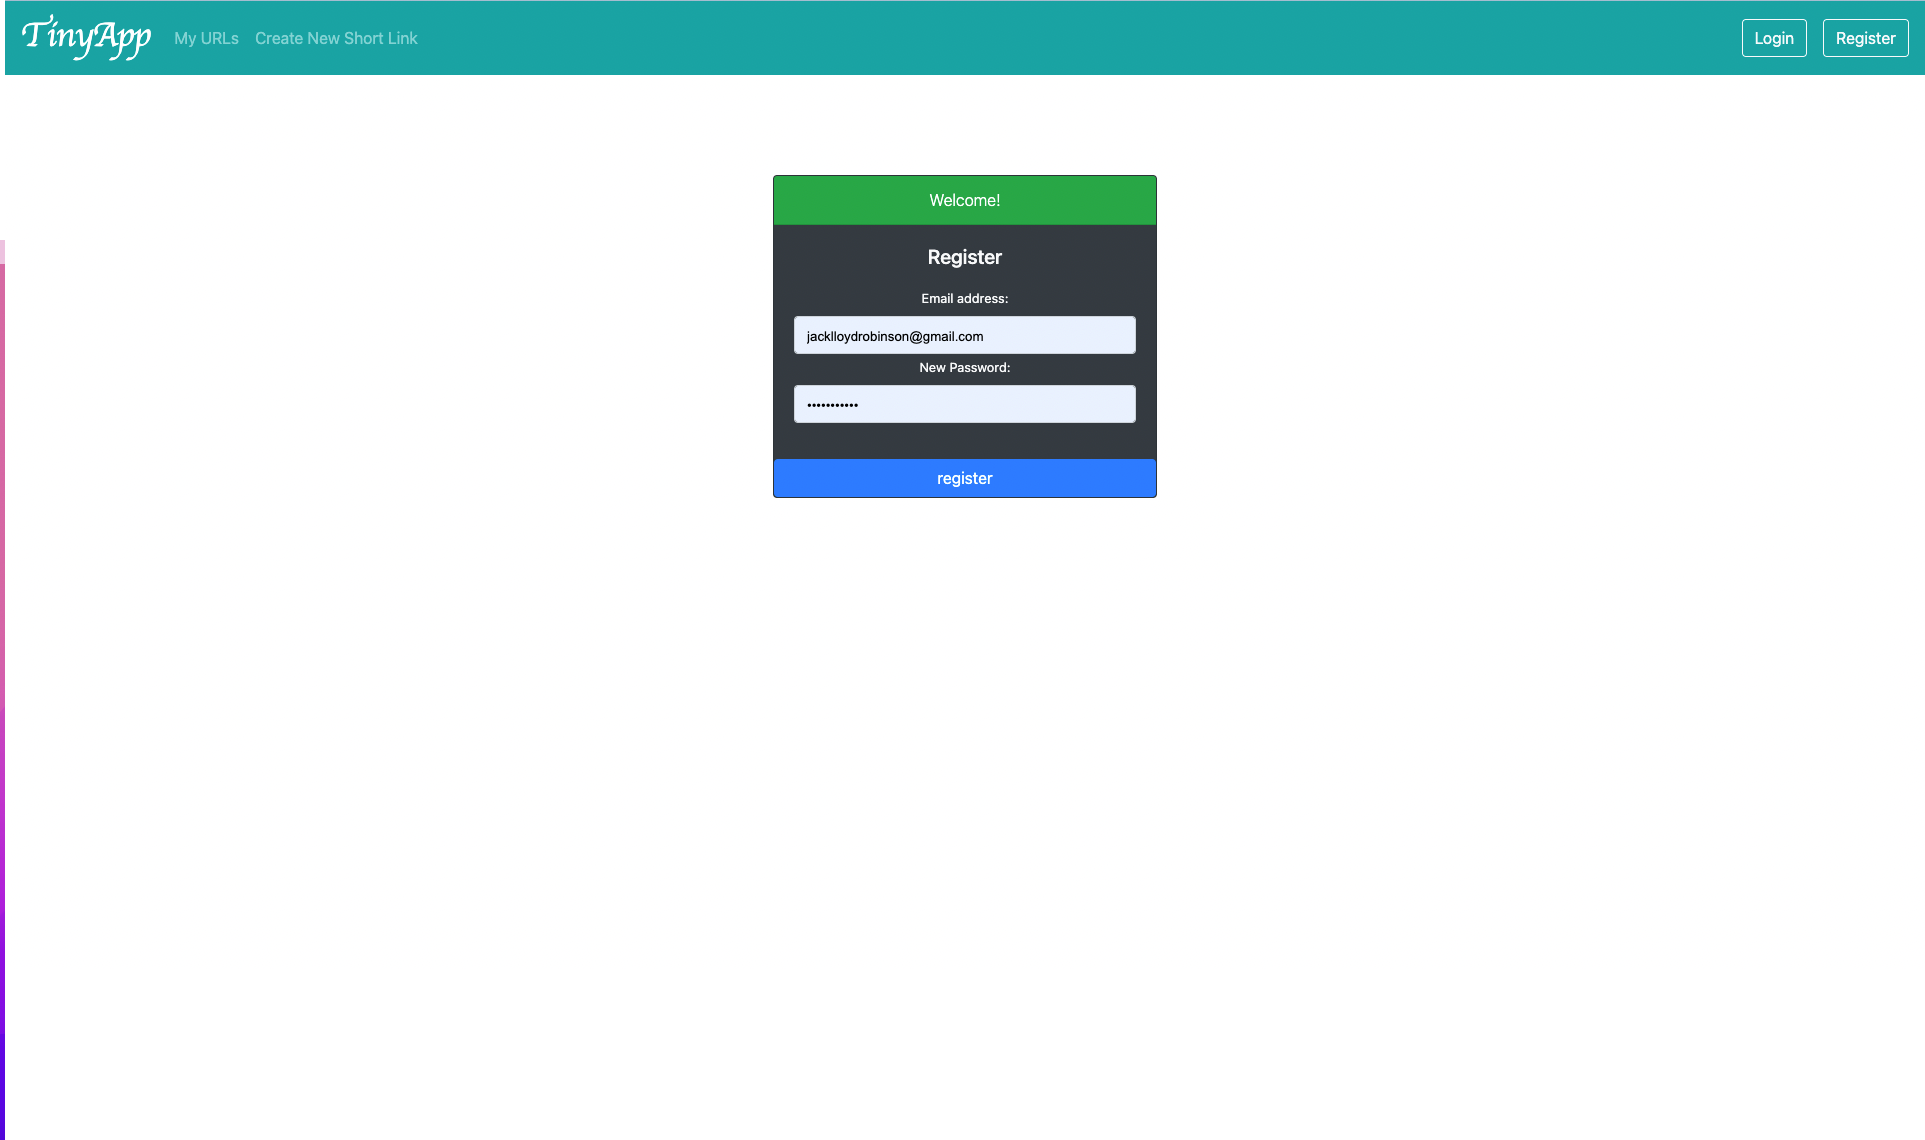 TinyApp My URLs Create New Short Link Login Register
Welcome!
Register
Email address:
jacklloydrobinson@gmail.com
New Password:
•••••••••••
register